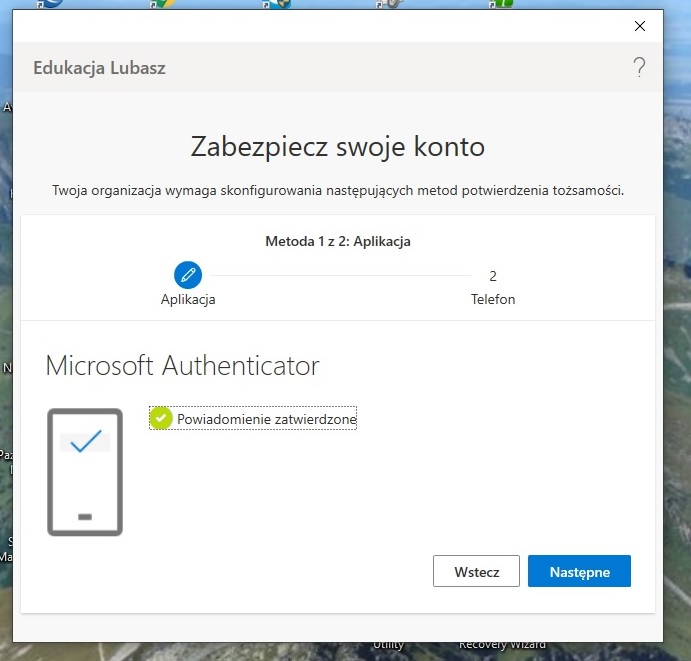 Edukacja Lubasz
?
Zabezpiecz swoje konto
Twoja organizacja wymaga skonfigurowania następujących metod potwierdzenia tożsamości.
Metoda 1 z 2: Aplikacja
2
Aplikacja
Telefon
Microsoft Authenticator
Powiadomienie zatwierdzone
Wstecz
Następne
Utility
Recovery Wizard